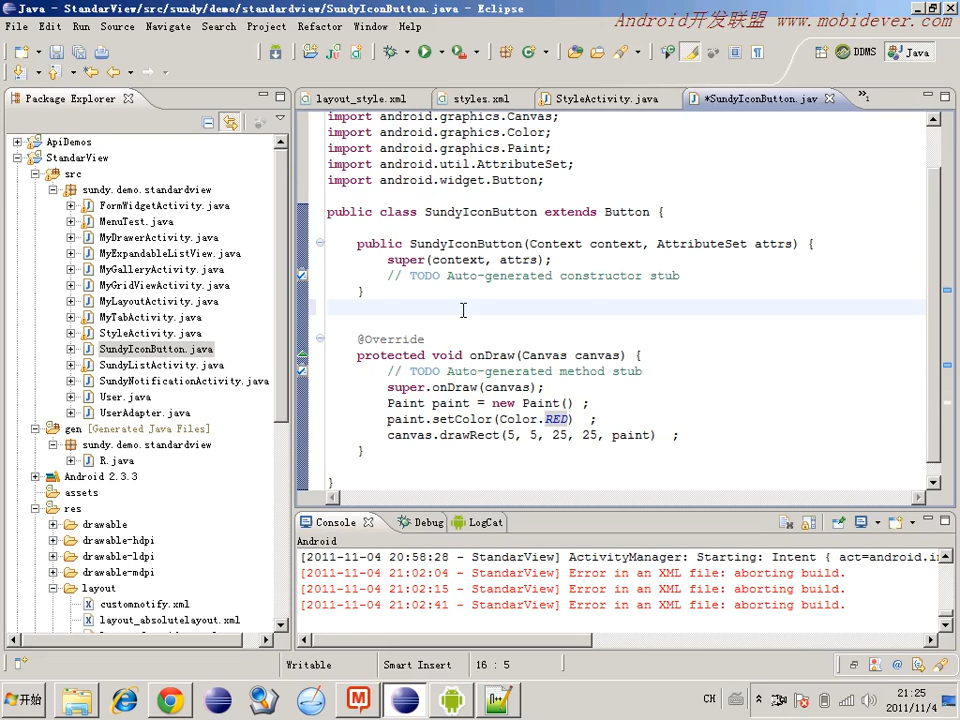 Java - StandarView/src/sundy/demo/standardview/SundyIconButton.java - Eclipse
Android开发联盟 www.mobidever.com
File Edit Run Source Navigate Search Project Refactor Window Help
DDMS
Java
Package Explorer
layout_style.xml
styles.xml
StyleActivity.java
*SundyIconButton.jav
»1
ApiDemos
StandarView
src
sundy.demo.standardview
FormWidgetActivity.java
MenuTest.java
MyDrawerActivity.java
MyExpandableListView.java
MyGalleryActivity.java
MyGridViewActivity.java
MyLayoutActivity.java
MyTabActivity.java
StyleActivity.java
SundyIconButton.java
SundyListActivity.java
SundyNotificationActivity.java
User.java
UserAdapter.java
gen [Generated Java Files]
sundy.demo.standardview
R.java
Android 2.3.3
assets
res
drawable
drawable-hdpi
drawable-ldpi
drawable-mdpi
layout
customnotify.xml
layout_absolutelayout.xml
import android.graphics.Canvas;
import android.graphics.Color;
import android.graphics.Paint;
import android.util.AttributeSet;
import android.widget.Button;
public class SundyIconButton extends Button {
public SundyIconButton(Context context, AttributeSet attrs) {
super(context, attrs);
// TODO Auto-generated constructor stub
}
@Override
protected void onDraw(Canvas canvas) {
// TODO Auto-generated method stub
super.onDraw(canvas);
Paint paint = new Paint() ;
paint.setColor(Color.RED) ;
canvas.drawRect(5, 5, 25, 25, paint) ;
}
}
Console
Debug
LogCat
Android
[2011-11-04 20:58:28 - StandarView] ActivityManager: Starting: Intent { act=android.i
[2011-11-04 21:02:04 - StandarView] Error in an XML file: aborting build.
[2011-11-04 21:02:15 - StandarView] Error in an XML file: aborting build.
[2011-11-04 21:02:41 - StandarView] Error in an XML file: aborting build.
Writable
Smart Insert
16 : 5
开始
CH
21:25
2011/11/4